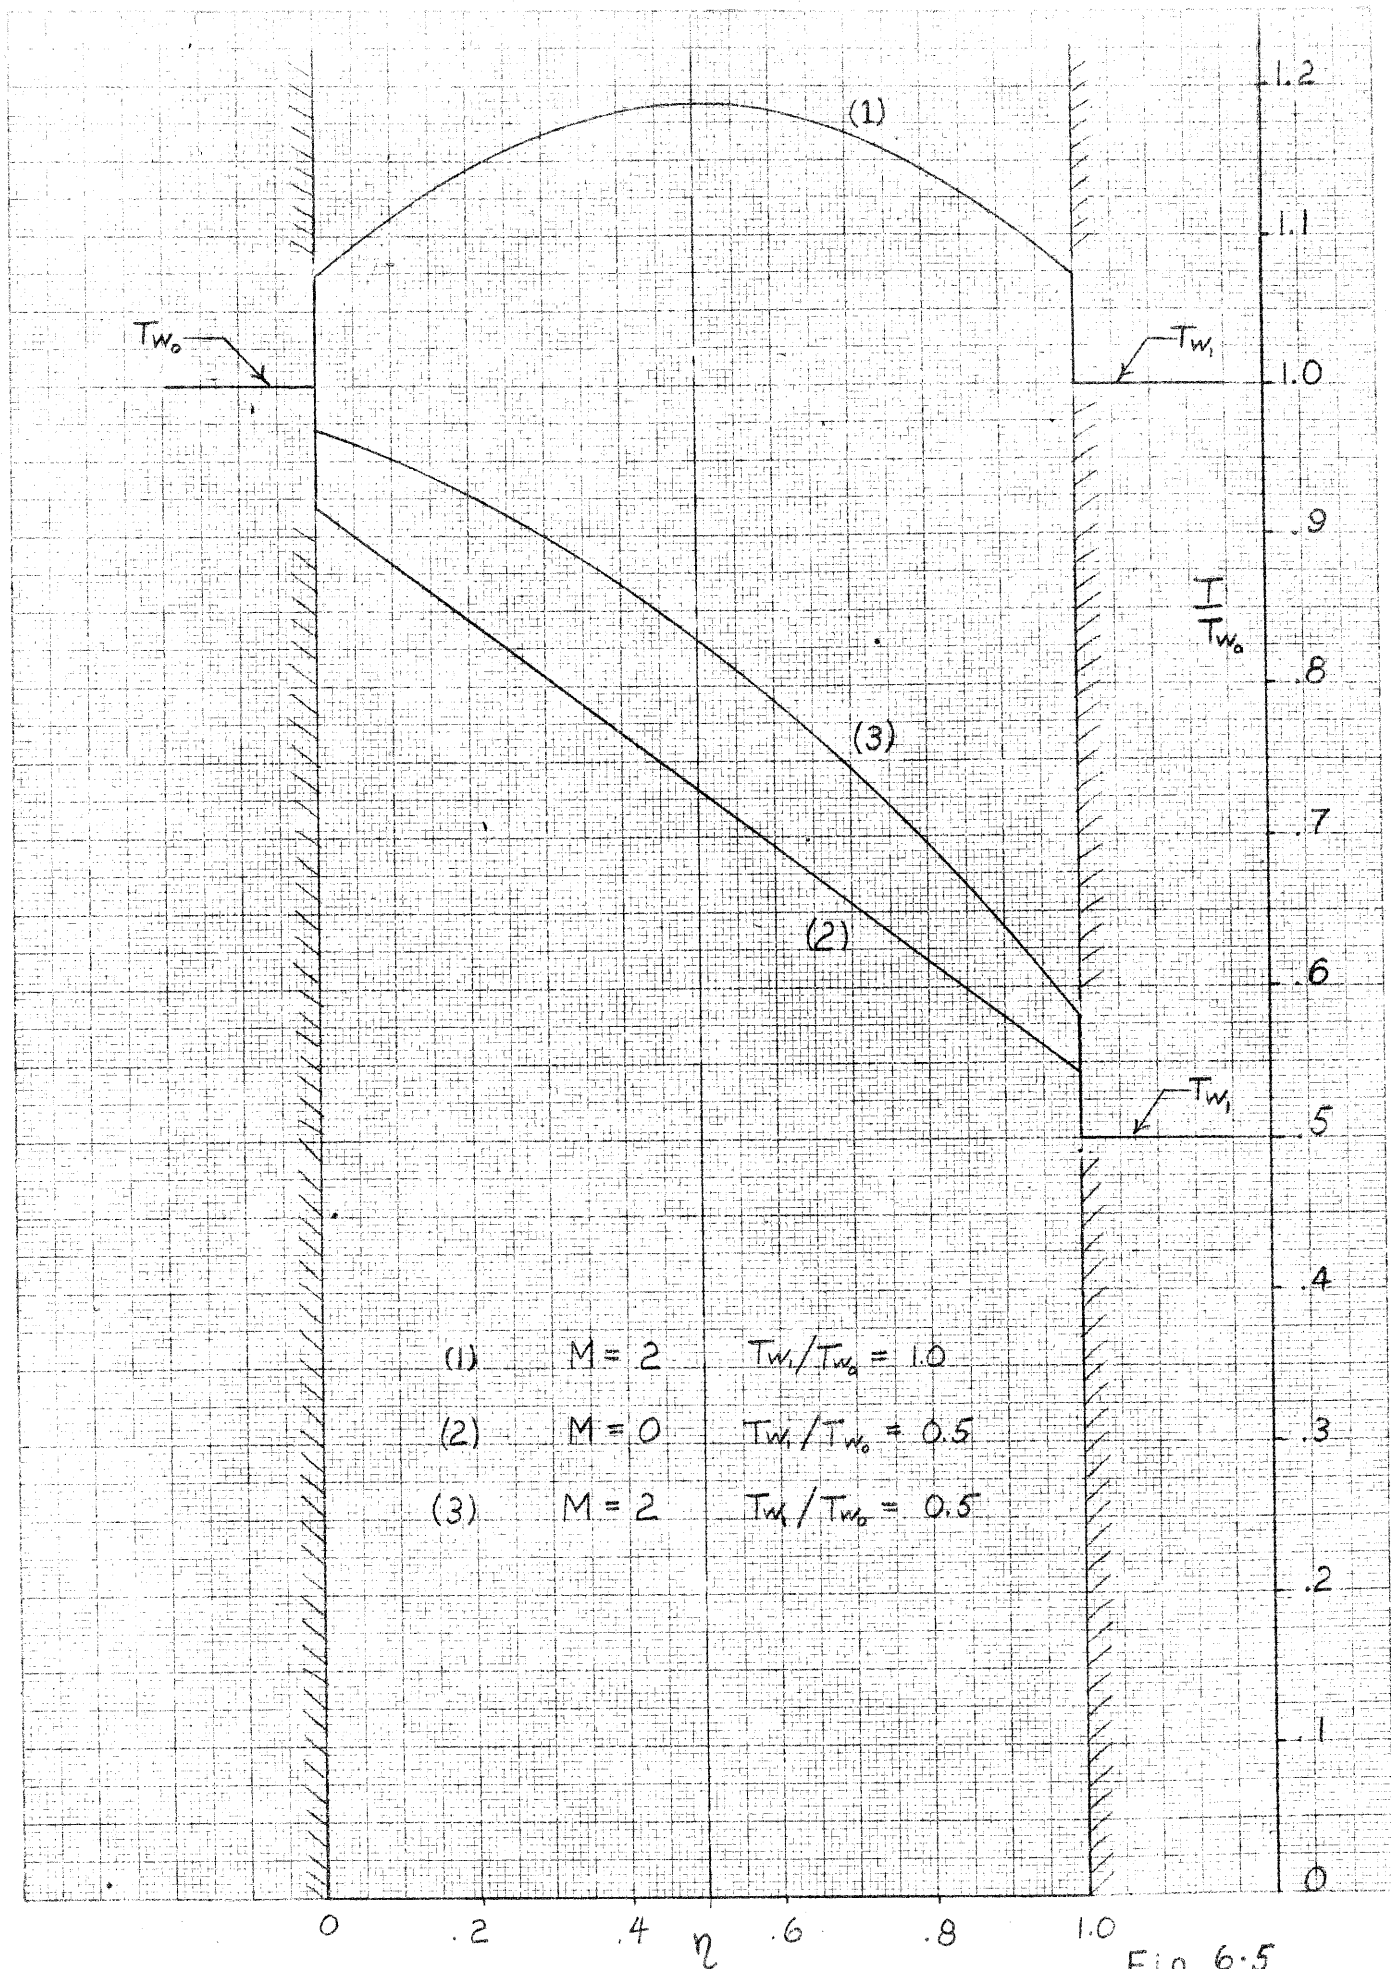 1.2
(1)
1.1
Tw₀
Tw₁
1.0
.9
T
Tw₀
.8
(3)
.7
(2)
.6
Tw₁
.5
.4
(1) M = 2 Tw₁/Tw₀ = 1.0
(2) M = 0 Tw₁/Tw₀ = 0.5
.3
(3) M = 2 Tw₁/Tw₀ = 0.5
.2
.1
0
0 .2 .4 η .6 .8 1.0
Fig 6.5